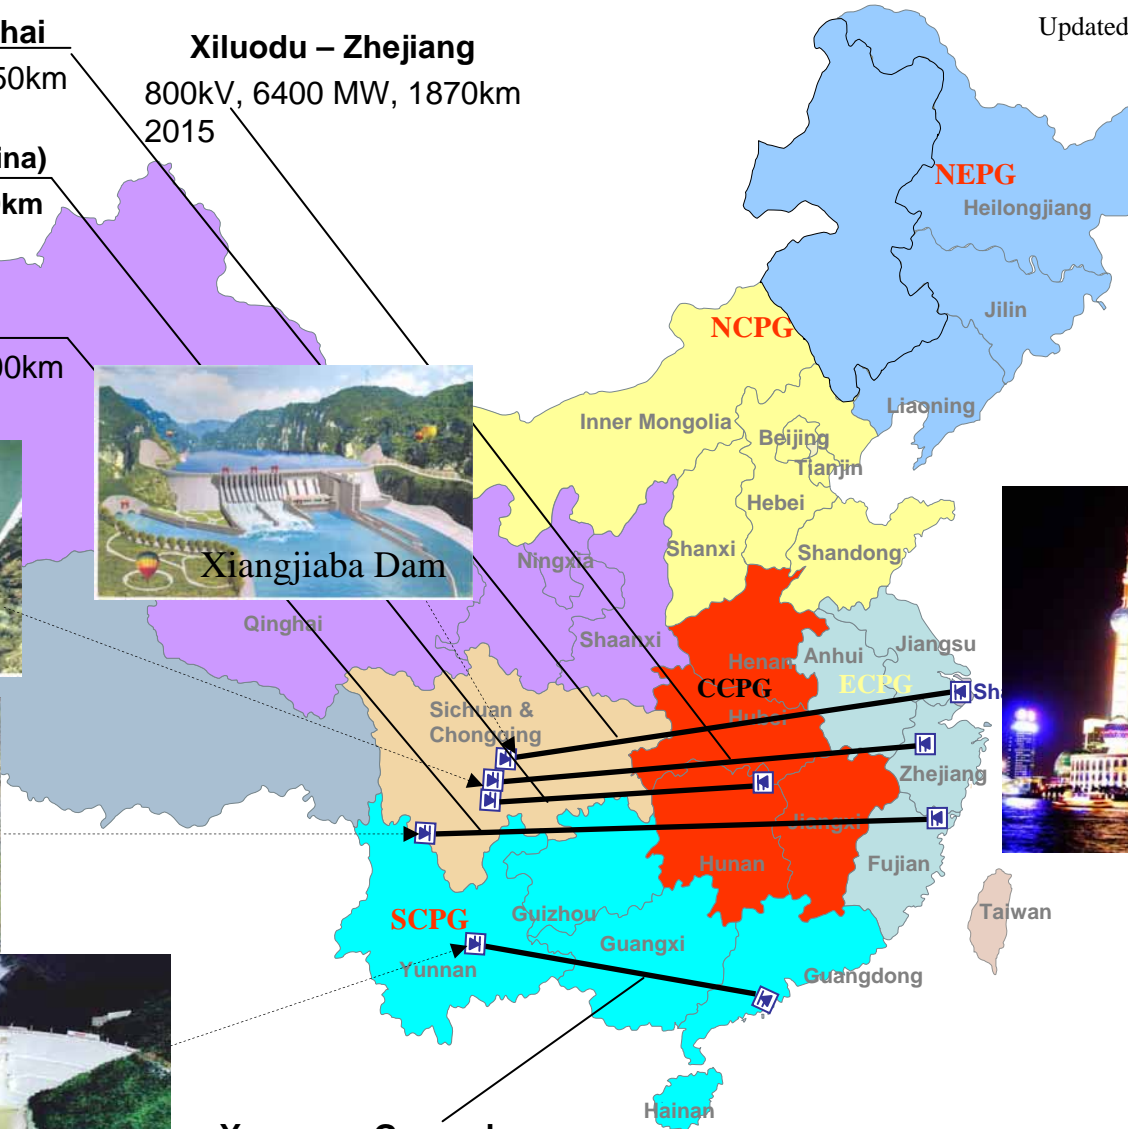 hai
50km
Xiluodu – Zhejiang
800kV, 6400 MW, 1870km
2015
Updated
ina)
km
00km
NEPG
Heilongjiang
Jilin
Liaoning
NCPG
Inner Mongolia
Beijing
Tianjin
Hebei
Shanxi
Shandong
Xiangjiaba Dam
Ningxia
Qinghai
Shaanxi
Henan
Anhui
Jiangsu
CCPG
ECPG
Hubei
Sha
Sichuan &
Chongqing
Zhejiang
Jiangxi
Hunan
Fujian
Taiwan
SCPG
Guizhou
Guangxi
Yunnan
Guangdong
Hainan